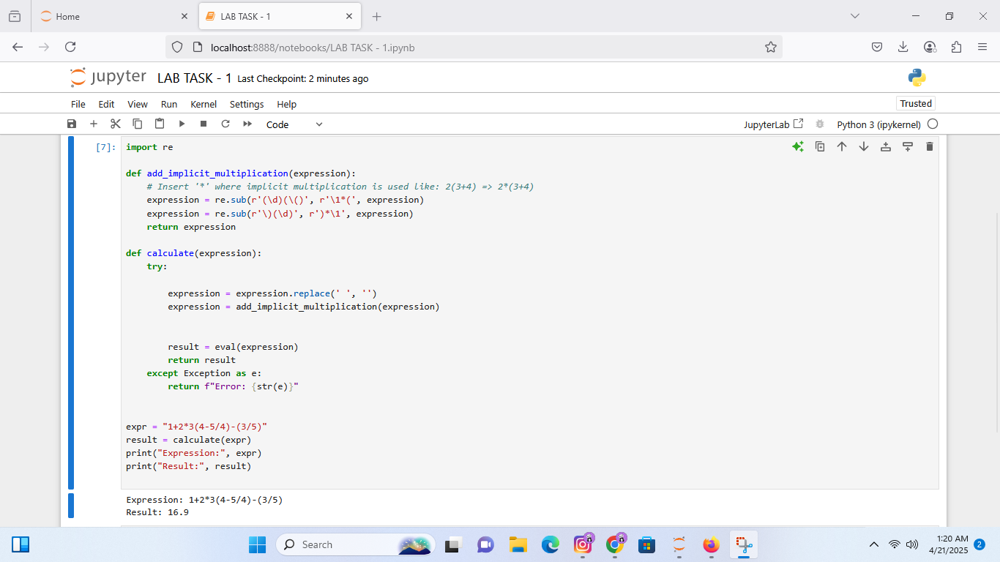 Home
LAB TASK - 1
localhost:8888/notebooks/LAB TASK - 1.ipynb
jupyter LAB TASK - 1 Last Checkpoint: 2 minutes ago
File Edit View Run Kernel Settings Help
Trusted
Code
JupyterLab
Python 3 (ipykernel)
[7]:
import re

def add_implicit_multiplication(expression):
    # Insert '*' where implicit multiplication is used like: 2(3+4) => 2*(3+4)
    expression = re.sub(r'(\d)(\()', r'\1*(', expression)
    expression = re.sub(r'\)(\d)', r')*\1', expression)
    return expression

def calculate(expression):
    try:

        expression = expression.replace(' ', '')
        expression = add_implicit_multiplication(expression)


        result = eval(expression)
        return result
    except Exception as e:
        return f"Error: {str(e)}"


expr = "1+2*3(4-5/4)-(3/5)"
result = calculate(expr)
print("Expression:", expr)
print("Result:", result)

Expression: 1+2*3(4-5/4)-(3/5)
Result: 16.9
Search
1:20 AM
4/21/2025
2